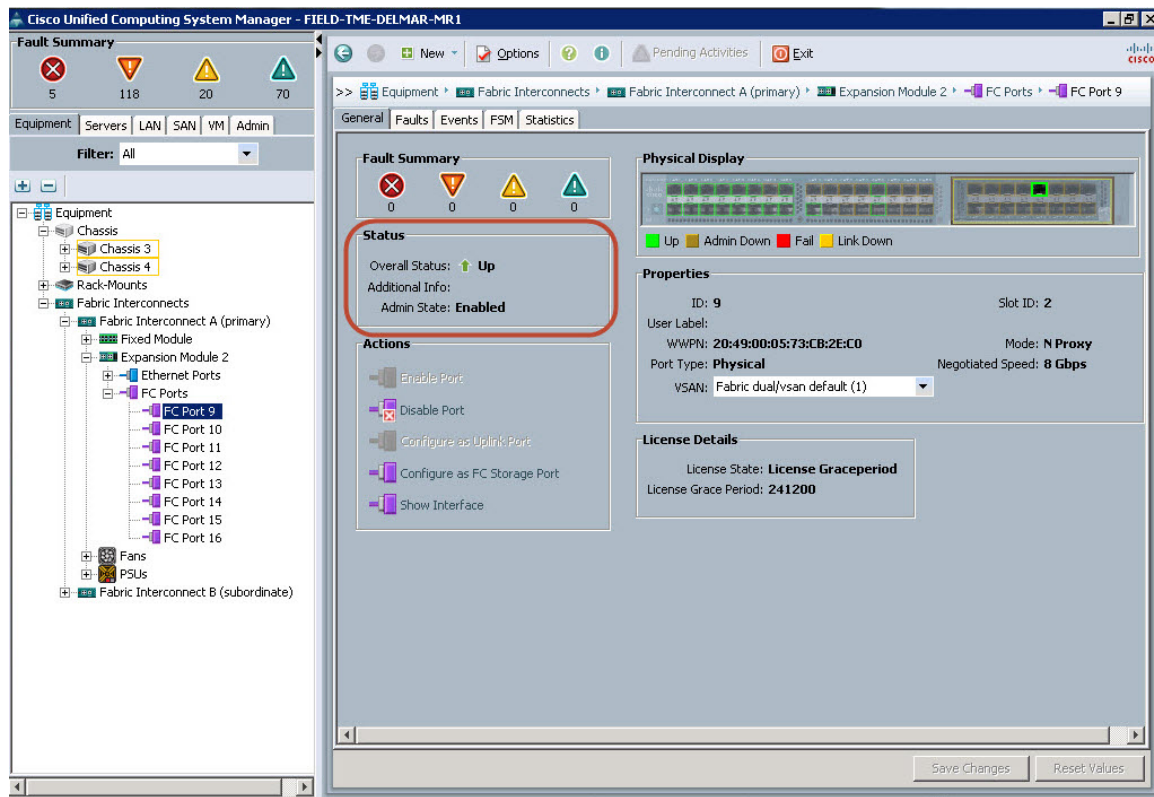 Cisco Unified Computing System Manager - FIELD-TME-DELMAR-MR1
Fault Summary
5 118 20 70
Equipment Servers LAN SAN VM Admin
Filter: All
Equipment
Chassis
Chassis 3
Chassis 4
Rack-Mounts
Fabric Interconnects
Fabric Interconnect A (primary)
Fixed Module
Expansion Module 2
Ethernet Ports
FC Ports
FC Port 9
FC Port 10
FC Port 11
FC Port 12
FC Port 13
FC Port 14
FC Port 15
FC Port 16
Fans
PSUs
Fabric Interconnect B (subordinate)
New Options Pending Activities Exit
CISCO
>> Equipment Fabric Interconnects Fabric Interconnect A (primary) Expansion Module 2 FC Ports FC Port 9
General Faults Events FSM Statistics
Fault Summary
0 0 0 0
Status
Overall Status: Up
Additional Info:
Admin State: Enabled
Actions
Enable Port
Disable Port
Configure as Uplink Port
Configure as FC Storage Port
Show Interface
Physical Display
Up Admin Down Fail Link Down
Properties
ID: 9 Slot ID: 2
User Label:
WWPN: 20:49:00:05:73:CB:2E:C0 Mode: N Proxy
Port Type: Physical Negotiated Speed: 8 Gbps
VSAN: Fabric dual/vsan default (1)
License Details
License State: License Graceperiod
License Grace Period: 241200
Save Changes Reset Values